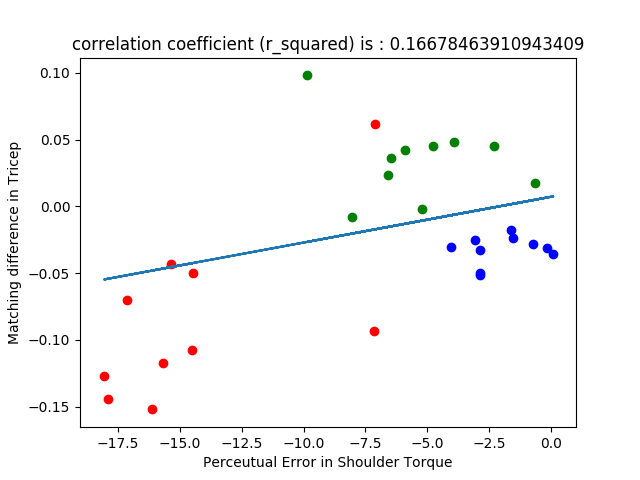 correlation coefficient (r_squared) is : 0.16678463910943409
0.10
0.05
0.00
−0.05
−0.10
−0.15
Matching difference in Tricep
−17.5 −15.0 −12.5 −10.0 −7.5 −5.0 −2.5 0.0
Perceutual Error in Shoulder Torque